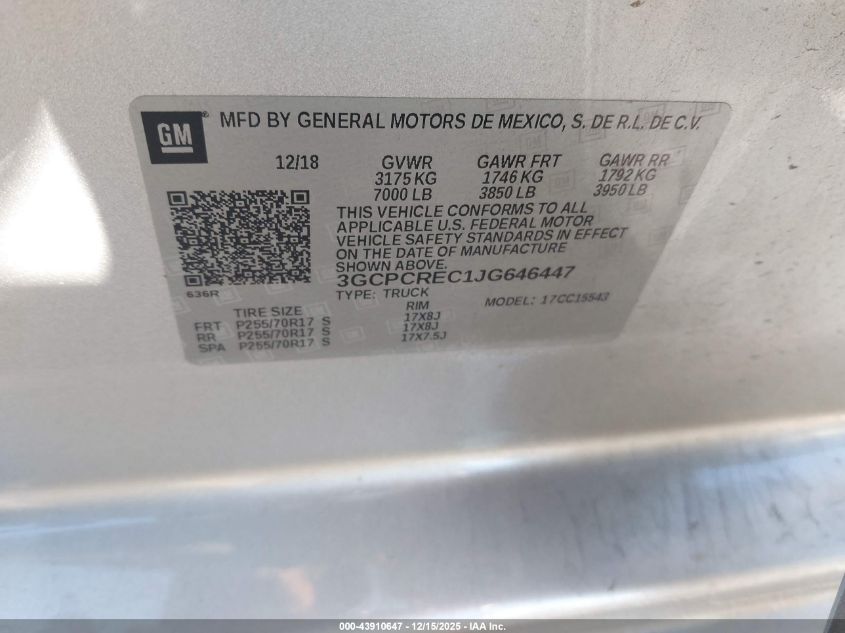 GM ® MFD BY GENERAL MOTORS DE MEXICO, S. DE R.L. DE C.V.
12/18 GVWR GAWR FRT GAWR RR
3175 KG 1746 KG 1792 KG
7000 LB 3850 LB 3950 LB
THIS VEHICLE CONFORMS TO ALL
APPLICABLE U.S. FEDERAL MOTOR
VEHICLE SAFETY STANDARDS IN EFFECT
ON THE DATE OF MANUFACTURE
SHOWN ABOVE.
3GCPCREC1JG646447
636R
TYPE: TRUCK MODEL: 17CC15543
TIRE SIZE RIM
FRT P255/70R17 S 17X8J
RR P255/70R17 S 17X8J
SPA P255/70R17 S 17X7.5J
000-43910647 - 12/15/2025 - IAA Inc.